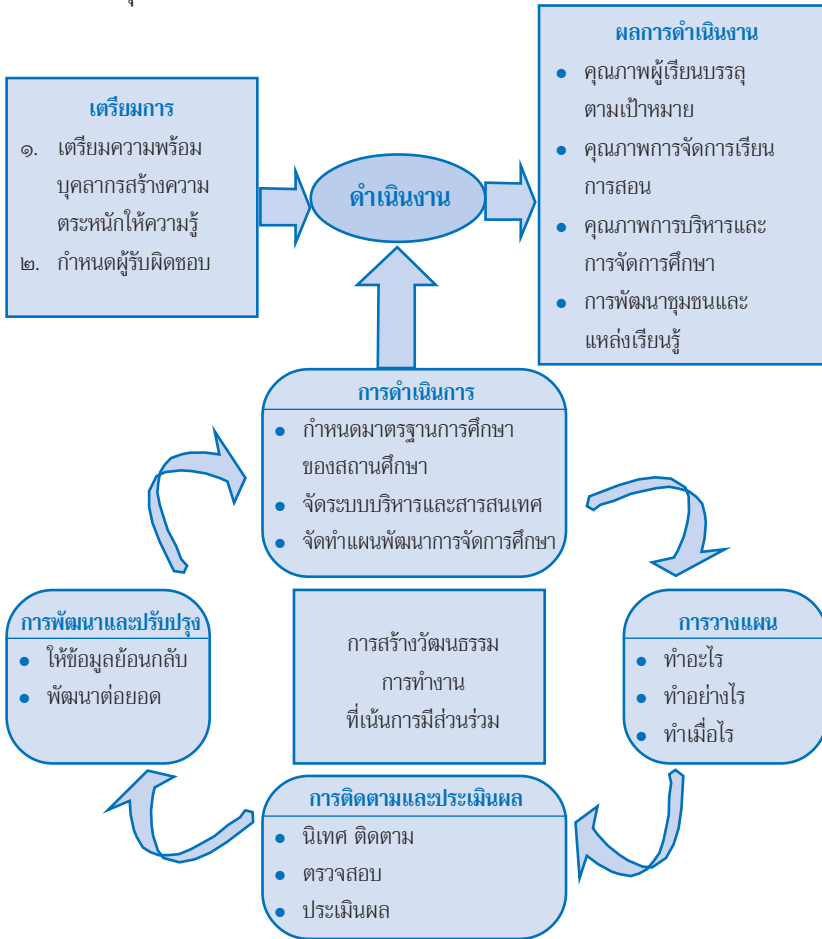 เตรียมการ
๑. เตรียมความพร้อม
บุคลากรสร้างความ
ตระหนักให้ความรู้
๒. กำหนดผู้รับผิดชอบ
ดำเนินงาน
ผลการดำเนินงาน
● คุณภาพผู้เรียนบรรลุ
ตามเป้าหมาย
● คุณภาพการจัดการเรียน
การสอน
● คุณภาพการบริหารและ
การจัดการศึกษา
● การพัฒนาชุมชนและ
แหล่งเรียนรู้
การดำเนินการ
● กำหนดมาตรฐานการศึกษา
ของสถานศึกษา
● จัดระบบบริหารและสารสนเทศ
● จัดทำแผนพัฒนาการจัดการศึกษา
การพัฒนาและปรับปรุง
● ให้ข้อมูลย้อนกลับ
● พัฒนาต่อยอด
การสร้างวัฒนธรรม
การทำงาน
ที่เน้นการมีส่วนร่วม
การวางแผน
● ทำอะไร
● ทำอย่างไร
● ทำเมื่อไร
การติดตามและประเมินผล
● นิเทศ ติดตาม
● ตรวจสอบ
● ประเมินผล